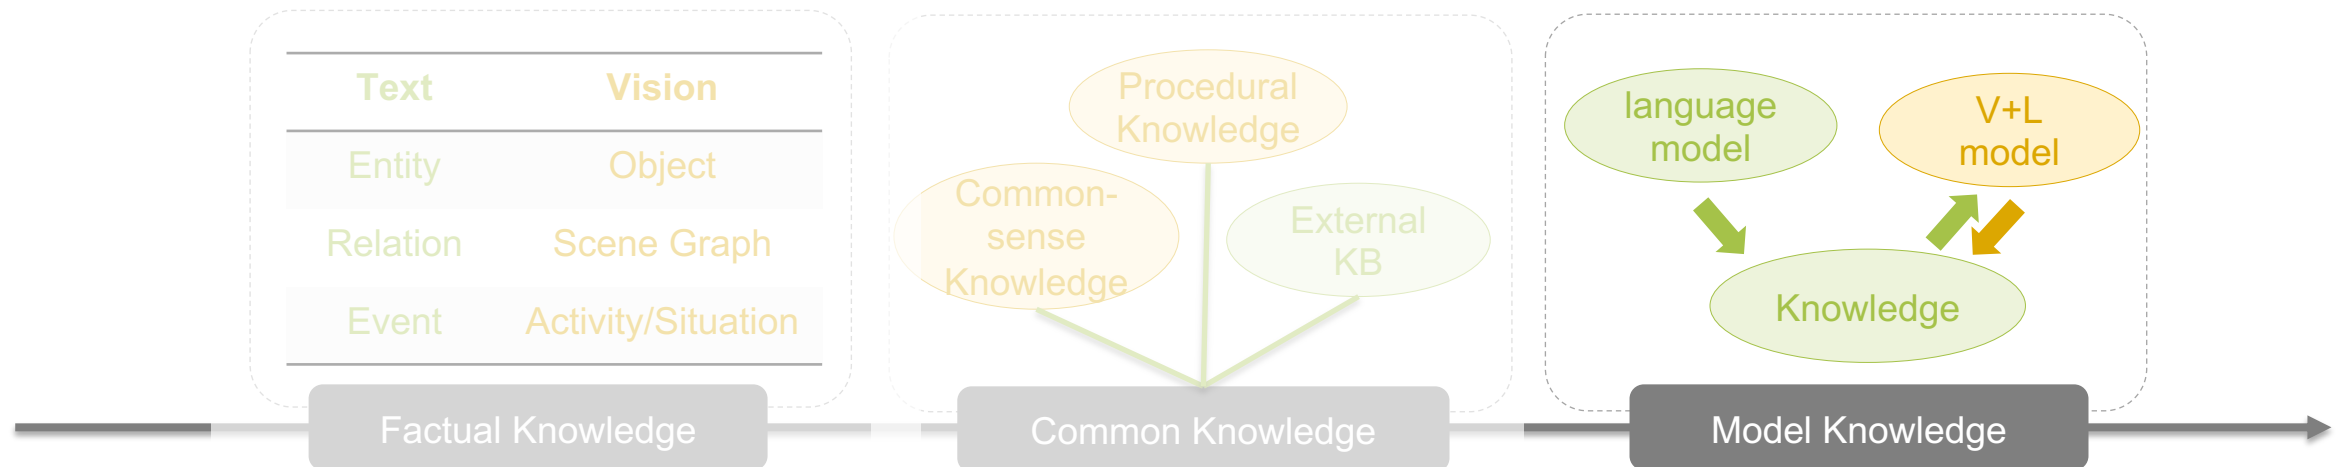 Text Vision
Entity Object
Relation Scene Graph
Event Activity/Situation
Factual Knowledge
Procedural
Knowledge
Common-
sense
Knowledge
External
KB
Common Knowledge
language
model
V+L
model
Knowledge
Model Knowledge